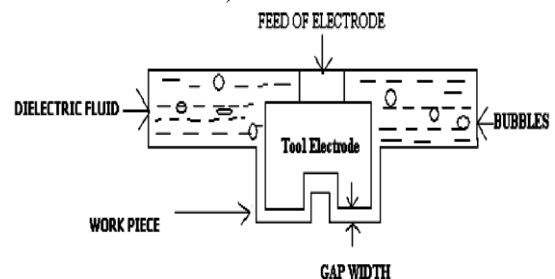 FEED OF ELECTRODE
DIELECTRIC FLUID
BUBBLES
Tool Electrode
WORK PIECE
GAP WIDTH